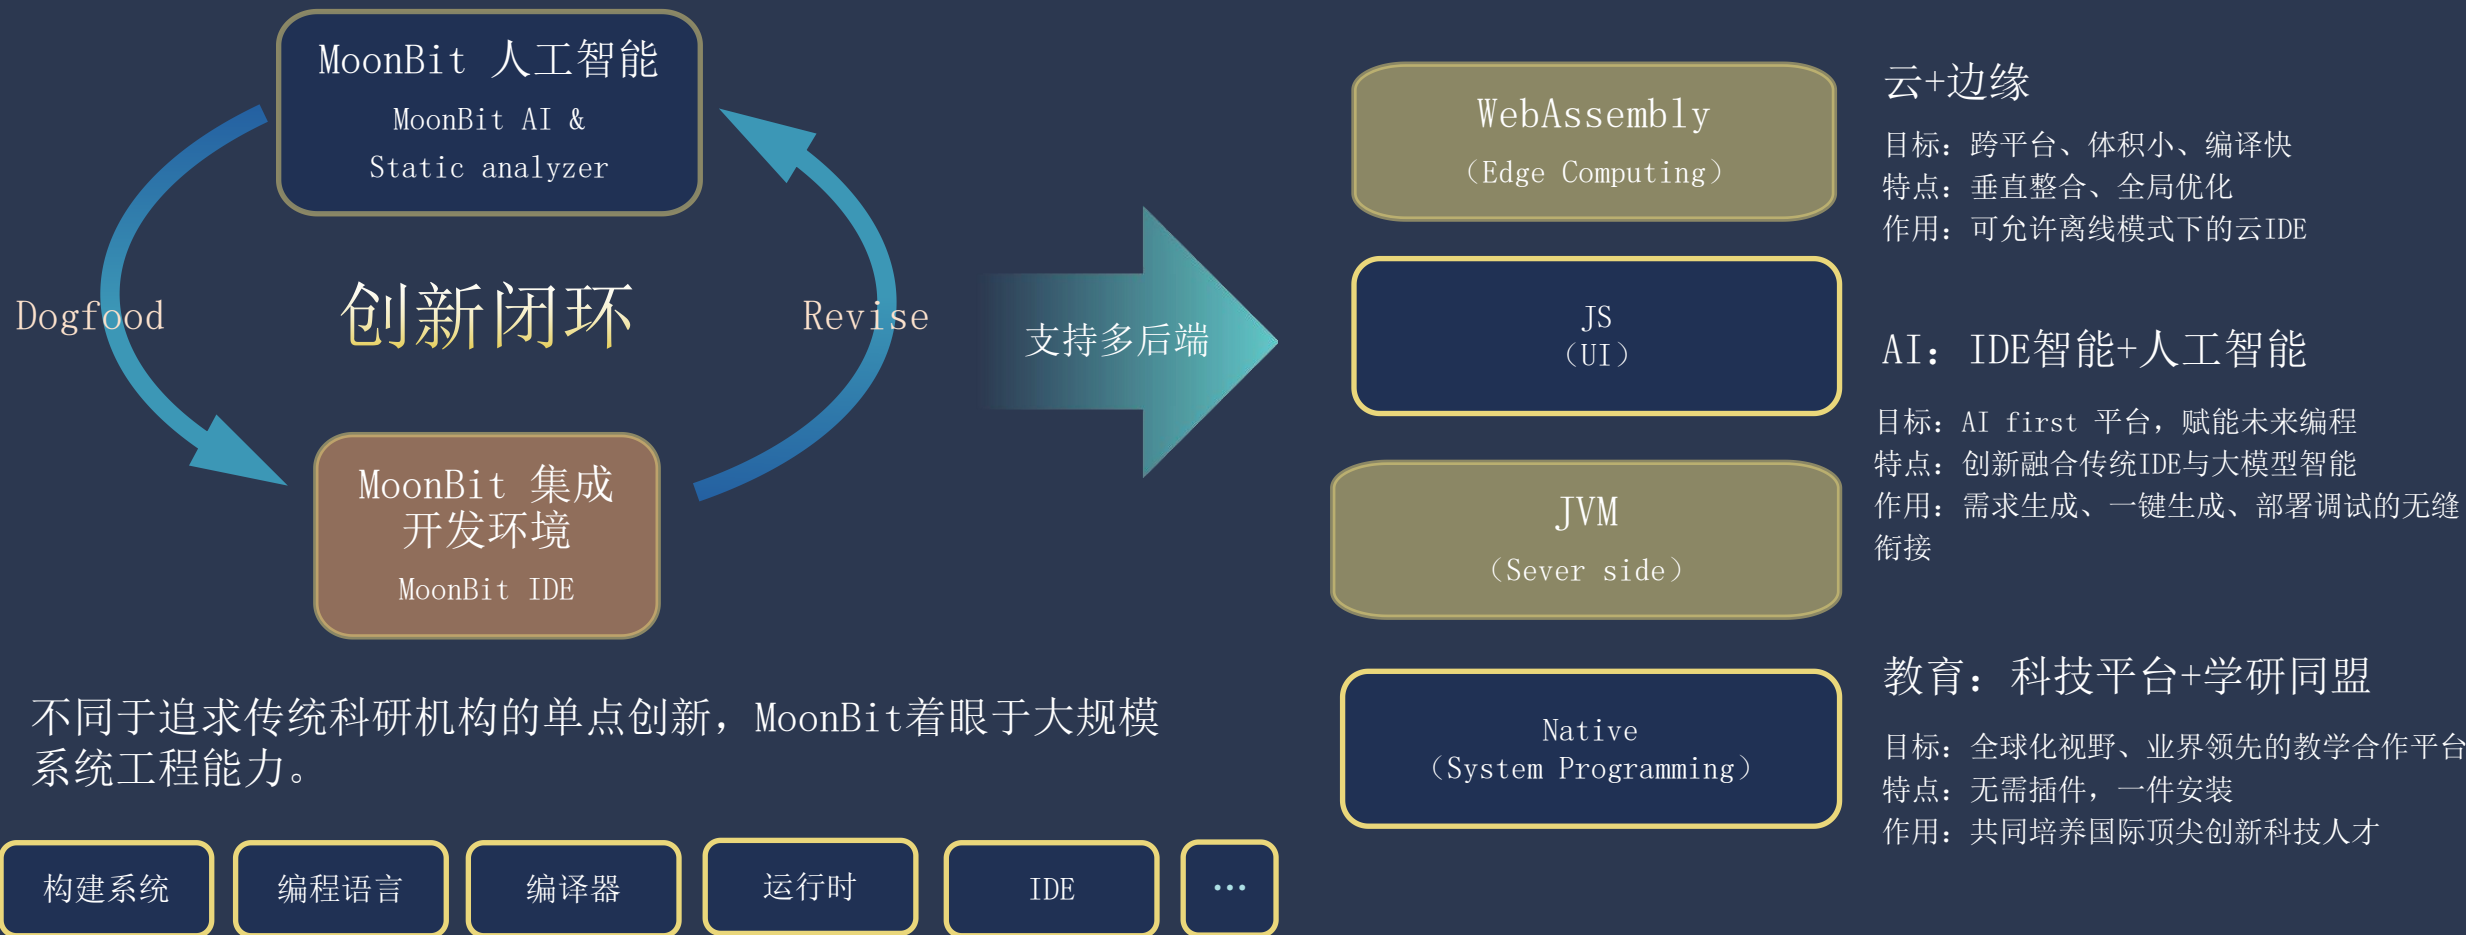 MoonBit 人工智能
MoonBit AI &
Static analyzer
Dogfood
创新闭环
Revise
MoonBit 集成
开发环境
MoonBit IDE
支持多后端
WebAssembly
（Edge Computing）
JS
（UI）
JVM
（Sever side）
Native
（System Programming）
云+边缘
目标：跨平台、体积小、编译快
特点：垂直整合、全局优化
作用：可允许离线模式下的云IDE
AI：IDE智能+人工智能
目标：AI first 平台，赋能未来编程
特点：创新融合传统IDE与大模型智能
作用：需求生成、一键生成、部署调试的无缝
衔接
教育：科技平台+学研同盟
目标：全球化视野、业界领先的教学合作平台
特点：无需插件，一件安装
作用：共同培养国际顶尖创新科技人才
不同于追求传统科研机构的单点创新，MoonBit着眼于大规模
系统工程能力。
构建系统
编程语言
编译器
运行时
IDE
…